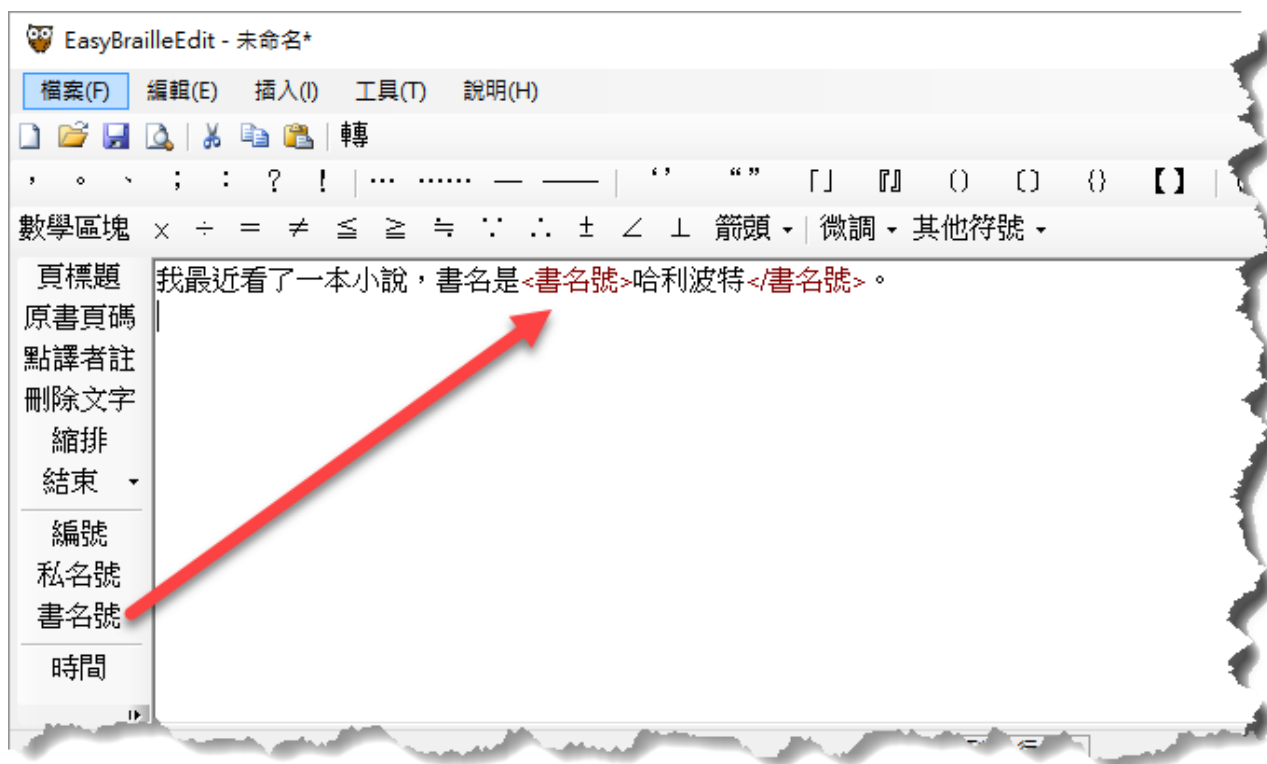 EasyBrailleEdit - 未命名*
檔案(F) 編輯(E) 插入(I) 工具(T) 說明(H)
轉
， 。 、 ； ： ？ ！ … …… — —— ‘’ “” 「」 『』 () 〔〕 {} 【】
數學區塊 × ÷ = ≠ ≦ ≧ ≒ ∵ ∴ ± ∠ ⊥ 箭頭 微調 其他符號
頁標題
原書頁碼
點譯者註
刪除文字
縮排
結束
編號
私名號
書名號
時間
我最近看了一本小說，書名是<書名號>哈利波特</書名號>。